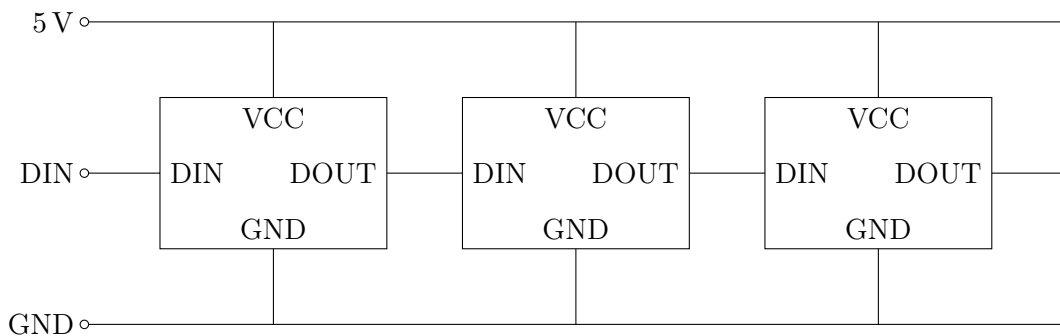 5 V
VCC VCC VCC
DIN DIN DOUT DIN DOUT DIN DOUT
GND GND GND
GND